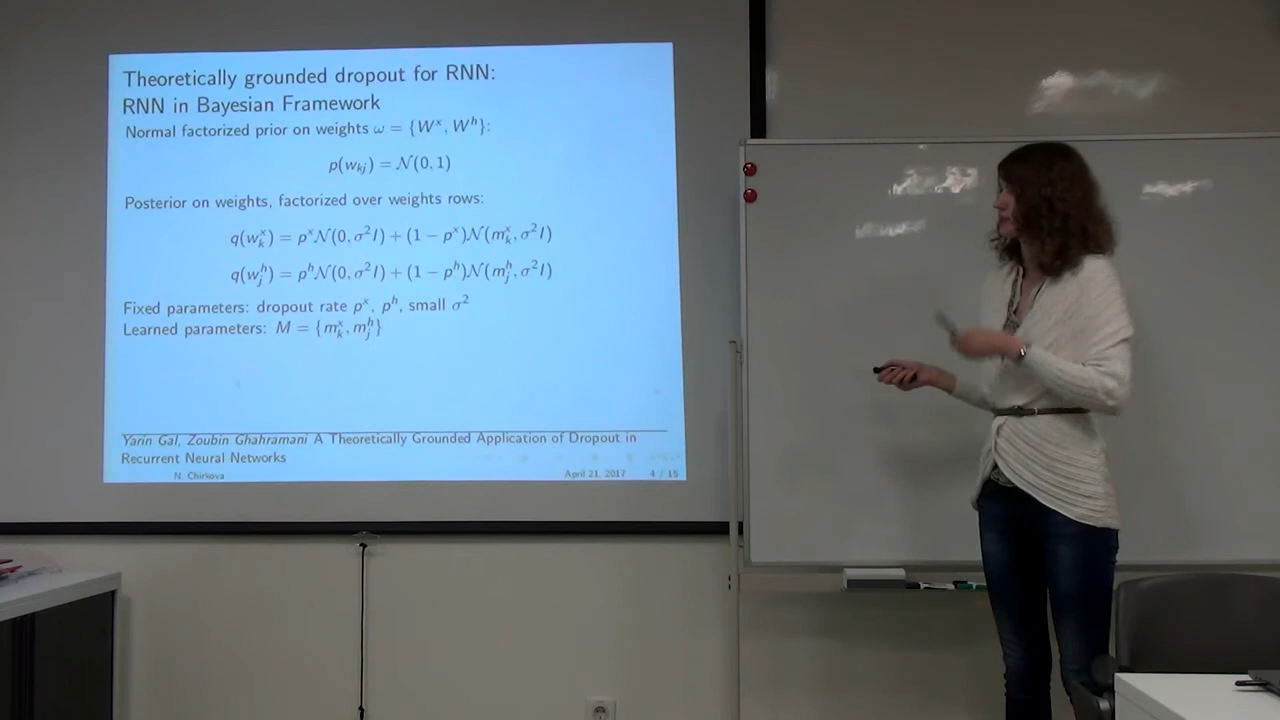 Theoretically grounded dropout for RNN:
RNN in Bayesian Framework
Normal factorized prior on weights ω = {Wˣ, Wʰ}:
p(w_kj) = 𝒩(0, 1)
Posterior on weights, factorized over weights rows:
q(w_k^x) = p^x 𝒩(0, σ²I) + (1 − p^x)𝒩(m_k^x, σ²I)
q(w_j^h) = p^h 𝒩(0, σ²I) + (1 − p^h)𝒩(m_j^h, σ²I)
Fixed parameters: dropout rate p^x, p^h, small σ²
Learned parameters: M = {m_k^x, m_j^h}
Yarin Gal, Zoubin Ghahramani A Theoretically Grounded Application of Dropout in
Recurrent Neural Networks
N. Chirkova April 21, 2017 4 / 15